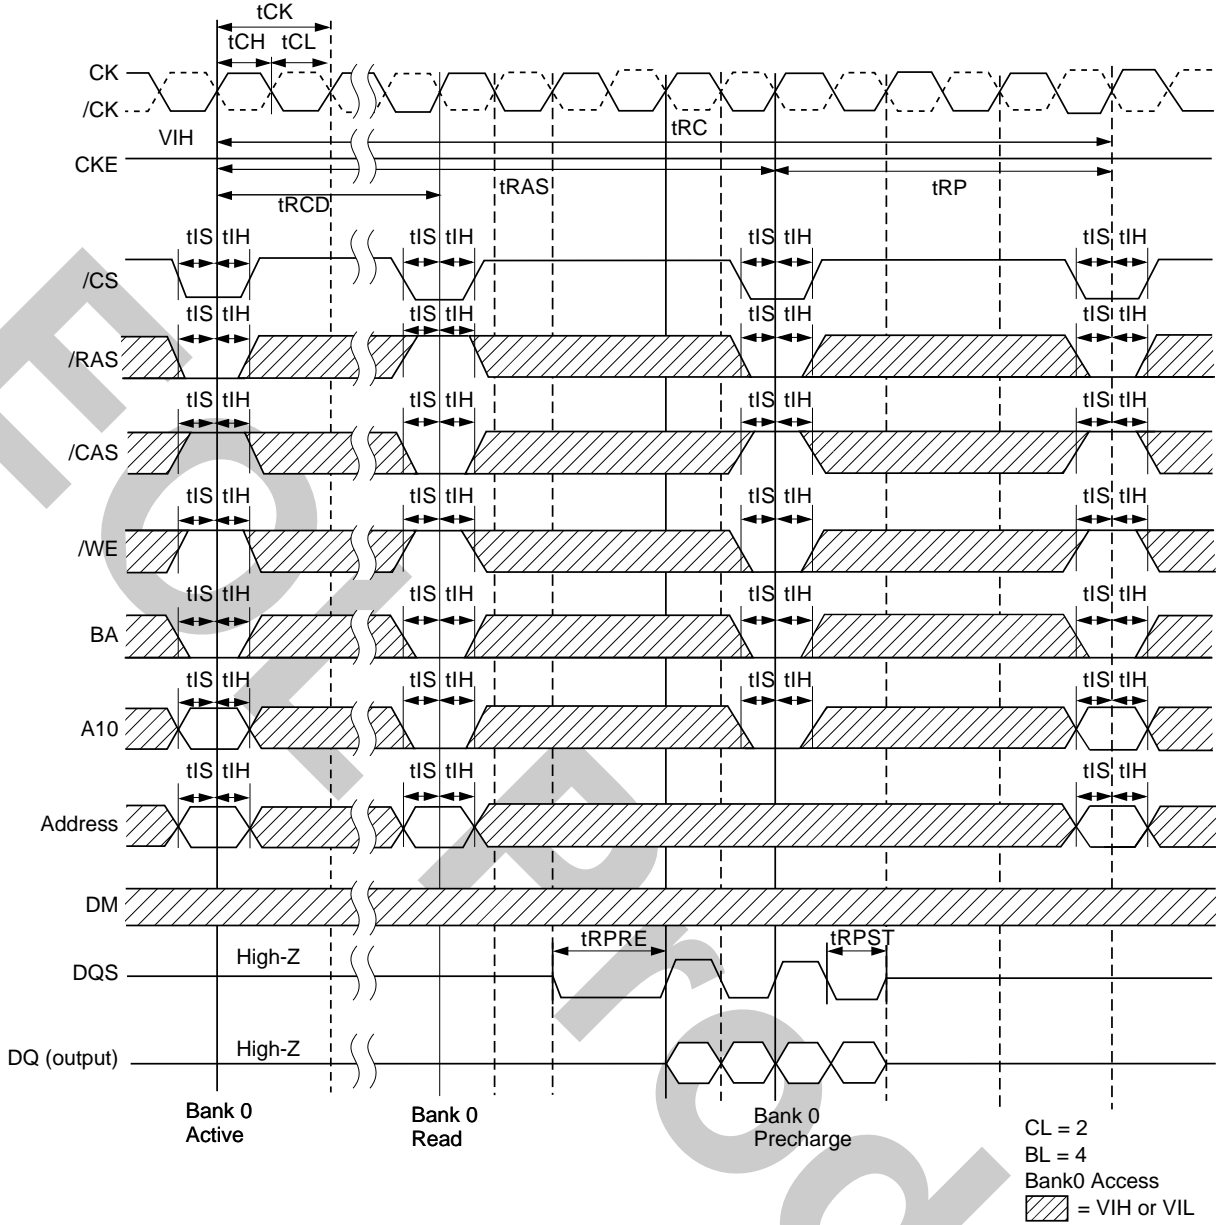 tCK
tCH tCL
CK
/CK
VIH
tRC
CKE
tRAS
tRP
tRCD
tIS tIH tIS tIH tIS tIH tIS tIH
/CS
tIS tIH tIS tIH tIS tIH tIS tIH
/RAS
tIS tIH tIS tIH tIS tIH tIS tIH
/CAS
tIS tIH tIS tIH tIS tIH tIS tIH
/WE
tIS tIH tIS tIH tIS tIH tIS tIH
BA
tIS tIH tIS tIH tIS tIH tIS tIH
A10
tIS tIH tIS tIH tIS tIH
Address
DM
tRPRE tRPST
High-Z
DQS
High-Z
DQ (output)
Bank 0
Active
Bank 0
Read
Bank 0
Precharge
CL = 2
BL = 4
Bank0 Access
= VIH or VIL
EOL Prod